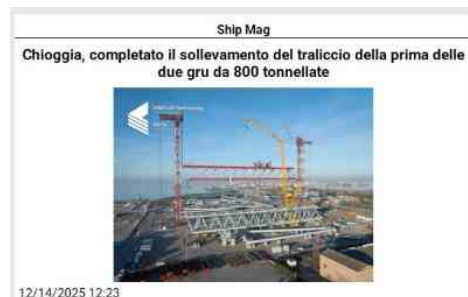 Ship Mag
Chioggia, completato il sollevamento del traliccio della prima delle
due gru da 800 tonnellate
12/14/2025 12:23